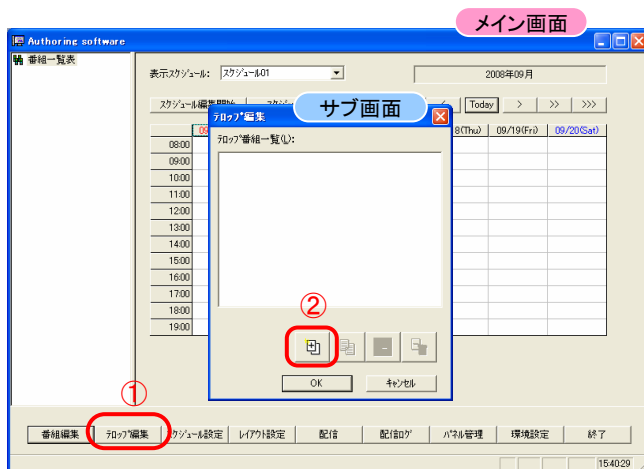 メイン画面
Authoring software
番組一覧表
表示スケジュール: スケジュール01
2008年09月
スケジュール編集開始
Today > >> >>>
サブ画面
テロップ編集
テロップ番組一覧(L):
09
8(Thu) 09/19(Fri) 09/20(Sat)
08:00
09:00
10:00
11:00
12:00
13:00
14:00
15:00
16:00
17:00
18:00
19:00
②
OK キャンセル
①
番組編集 テロップ編集 スケジュール設定 レイアウト設定 配信 配信ログ パネル管理 環境設定 終了
15:40:29